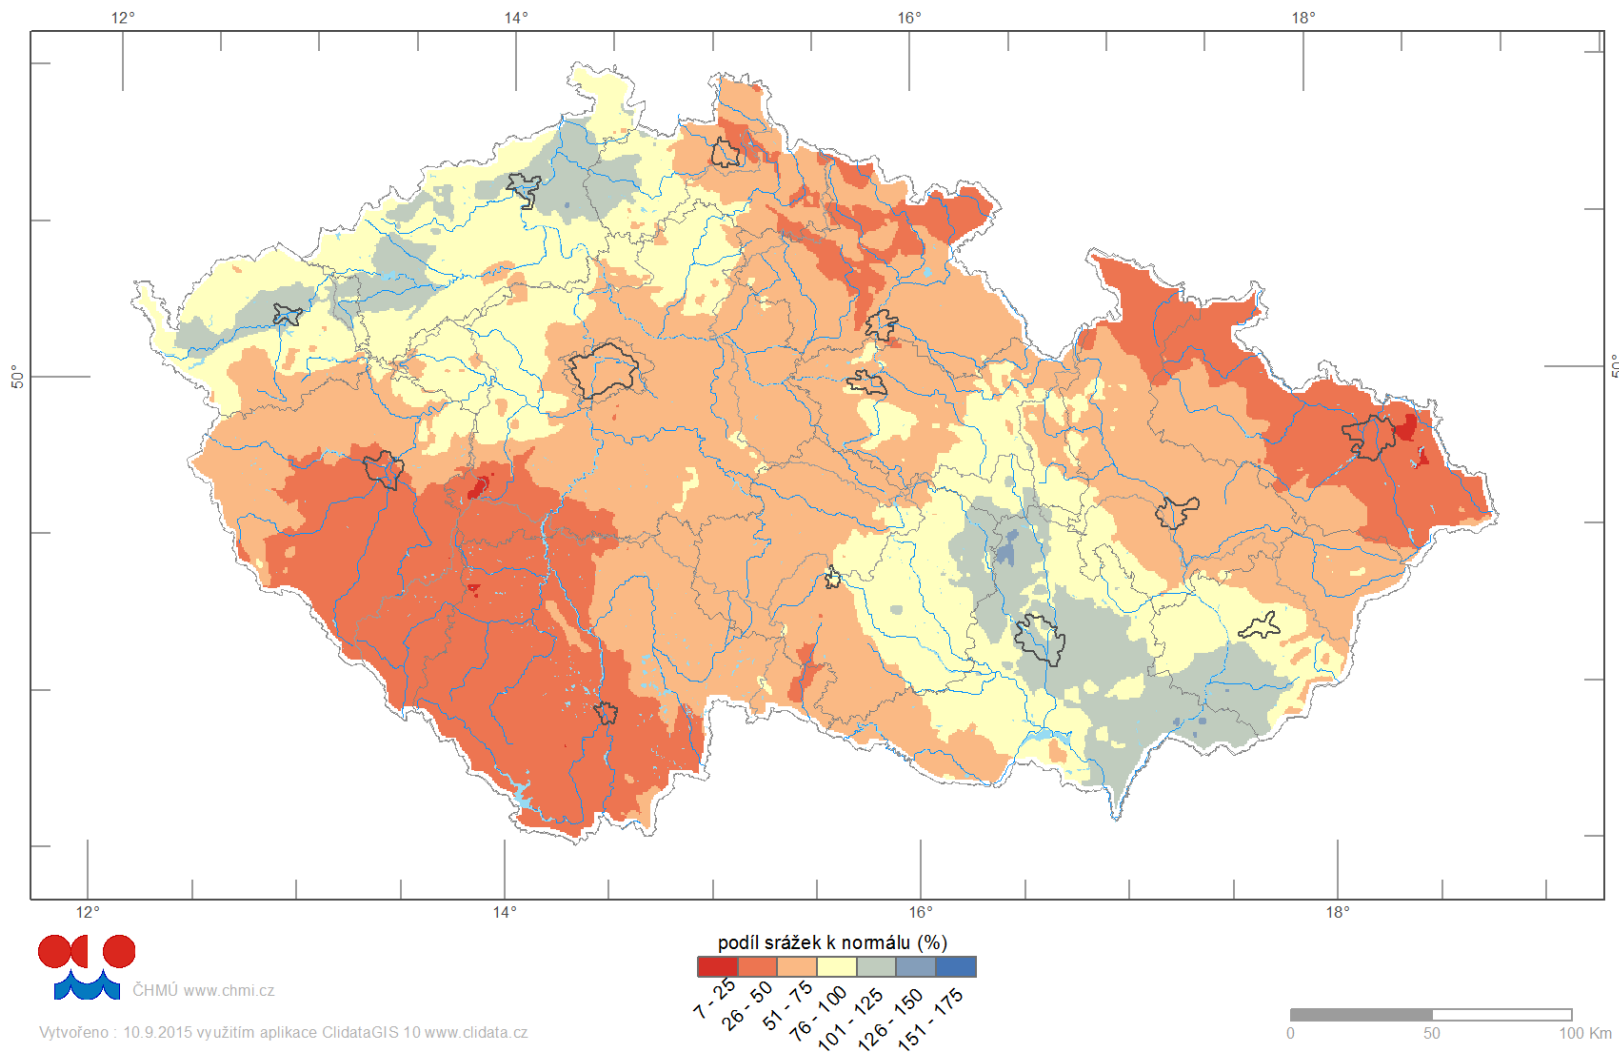 12° 14° 16° 18°
50° 50°
12° 14° 16° 18°
podíl srážek k normálu (%)
7 - 25 26 - 50 51 - 75 76 - 100 101 - 125 126 - 150 151 - 175
ČHMÚ www.chmi.cz
Vytvořeno : 10.9.2015 využitím aplikace ClidataGIS 10 www.clidata.cz
0 50 100 Km